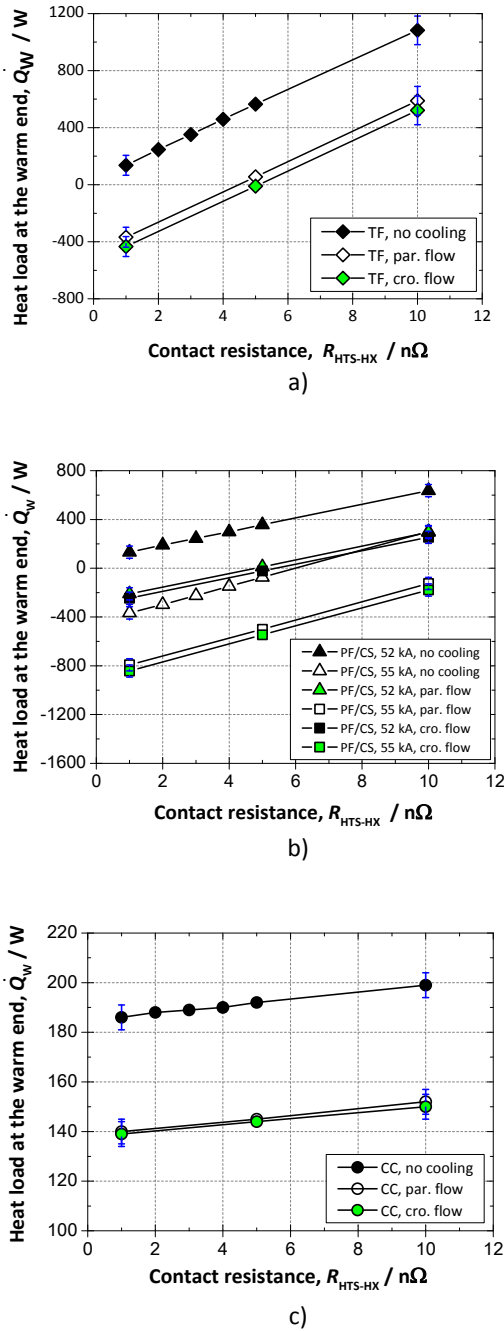 1200
800
400
0
-400
-800
0 2 4 6 8 10 12
Heat load at the warm end, Q̇W / W
TF, no cooling
TF, par. flow
TF, cro. flow
Contact resistance, RHTS-HX / nΩ
a)
800
400
0
-400
-800
-1200
-1600
0 2 4 6 8 10 12
Heat load at the warm end, Q̇w / W
PF/CS, 52 kA, no cooling
PF/CS, 55 kA, no cooling
PF/CS, 52 kA, par. flow
PF/CS, 55 kA, par. flow
PF/CS, 52 kA, cro. flow
PF/CS, 55 kA, cro. flow
Contact resistance, RHTS-HX / nΩ
b)
220
200
180
160
140
120
100
0 2 4 6 8 10 12
Heat load at the warm end, Q̇w / W
CC, no cooling
CC, par. flow
CC, cro. flow
Contact resistance, RHTS-HX / nΩ
c)